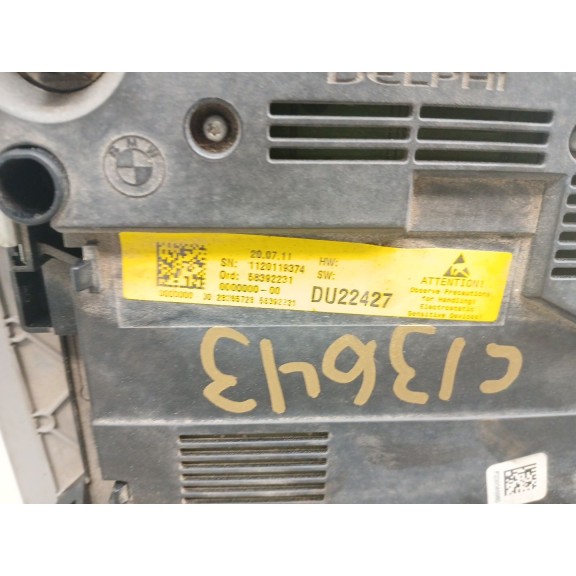 DELPHI
BMW
20.07.11
SN: 1120119374
HW:
Ord: 58392231
SW:
0000000-00
DU22427
ATTENTION!
Observe Precautions
for Handling!
Electrostatic
Sensitive Devices!
C13643